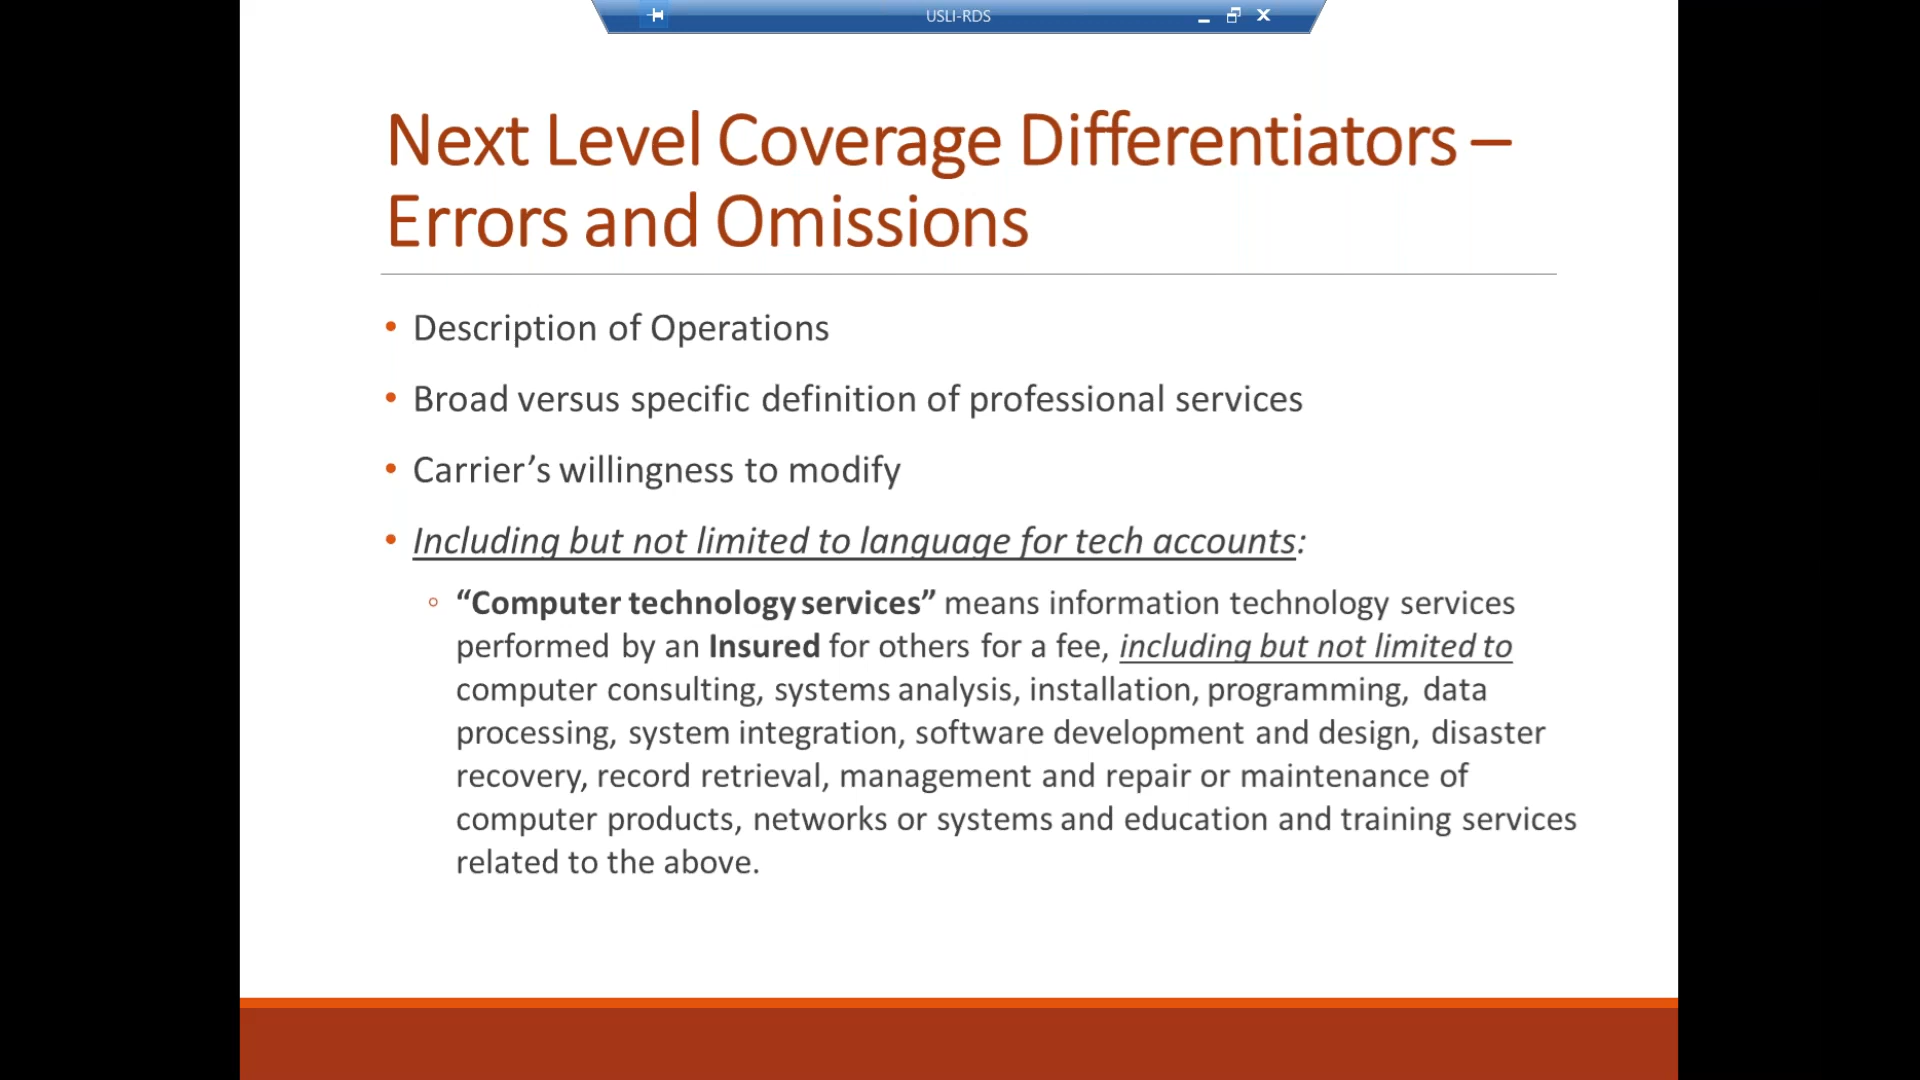 USLI-RDS
Next Level Coverage Differentiators –
Errors and Omissions
• Description of Operations
• Broad versus specific definition of professional services
• Carrier’s willingness to modify
• Including but not limited to language for tech accounts:
◦ “Computer technology services” means information technology services
performed by an Insured for others for a fee, including but not limited to
computer consulting, systems analysis, installation, programming, data
processing, system integration, software development and design, disaster
recovery, record retrieval, management and repair or maintenance of
computer products, networks or systems and education and training services
related to the above.